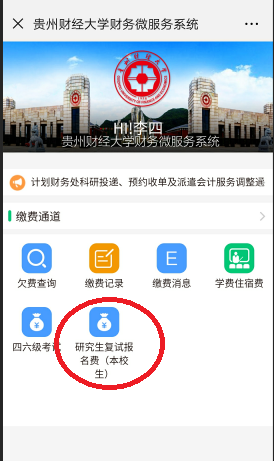 贵州财经大学财务微服务系统
HI!李四
贵州财经大学财务微服务系统
计划财务处科研投递、预约收单及派遣会计服务调整通
缴费通道
欠费查询
缴费记录
E
缴费消息
学费住宿费
四六级考试
研究生复试报
名费（本校
生）